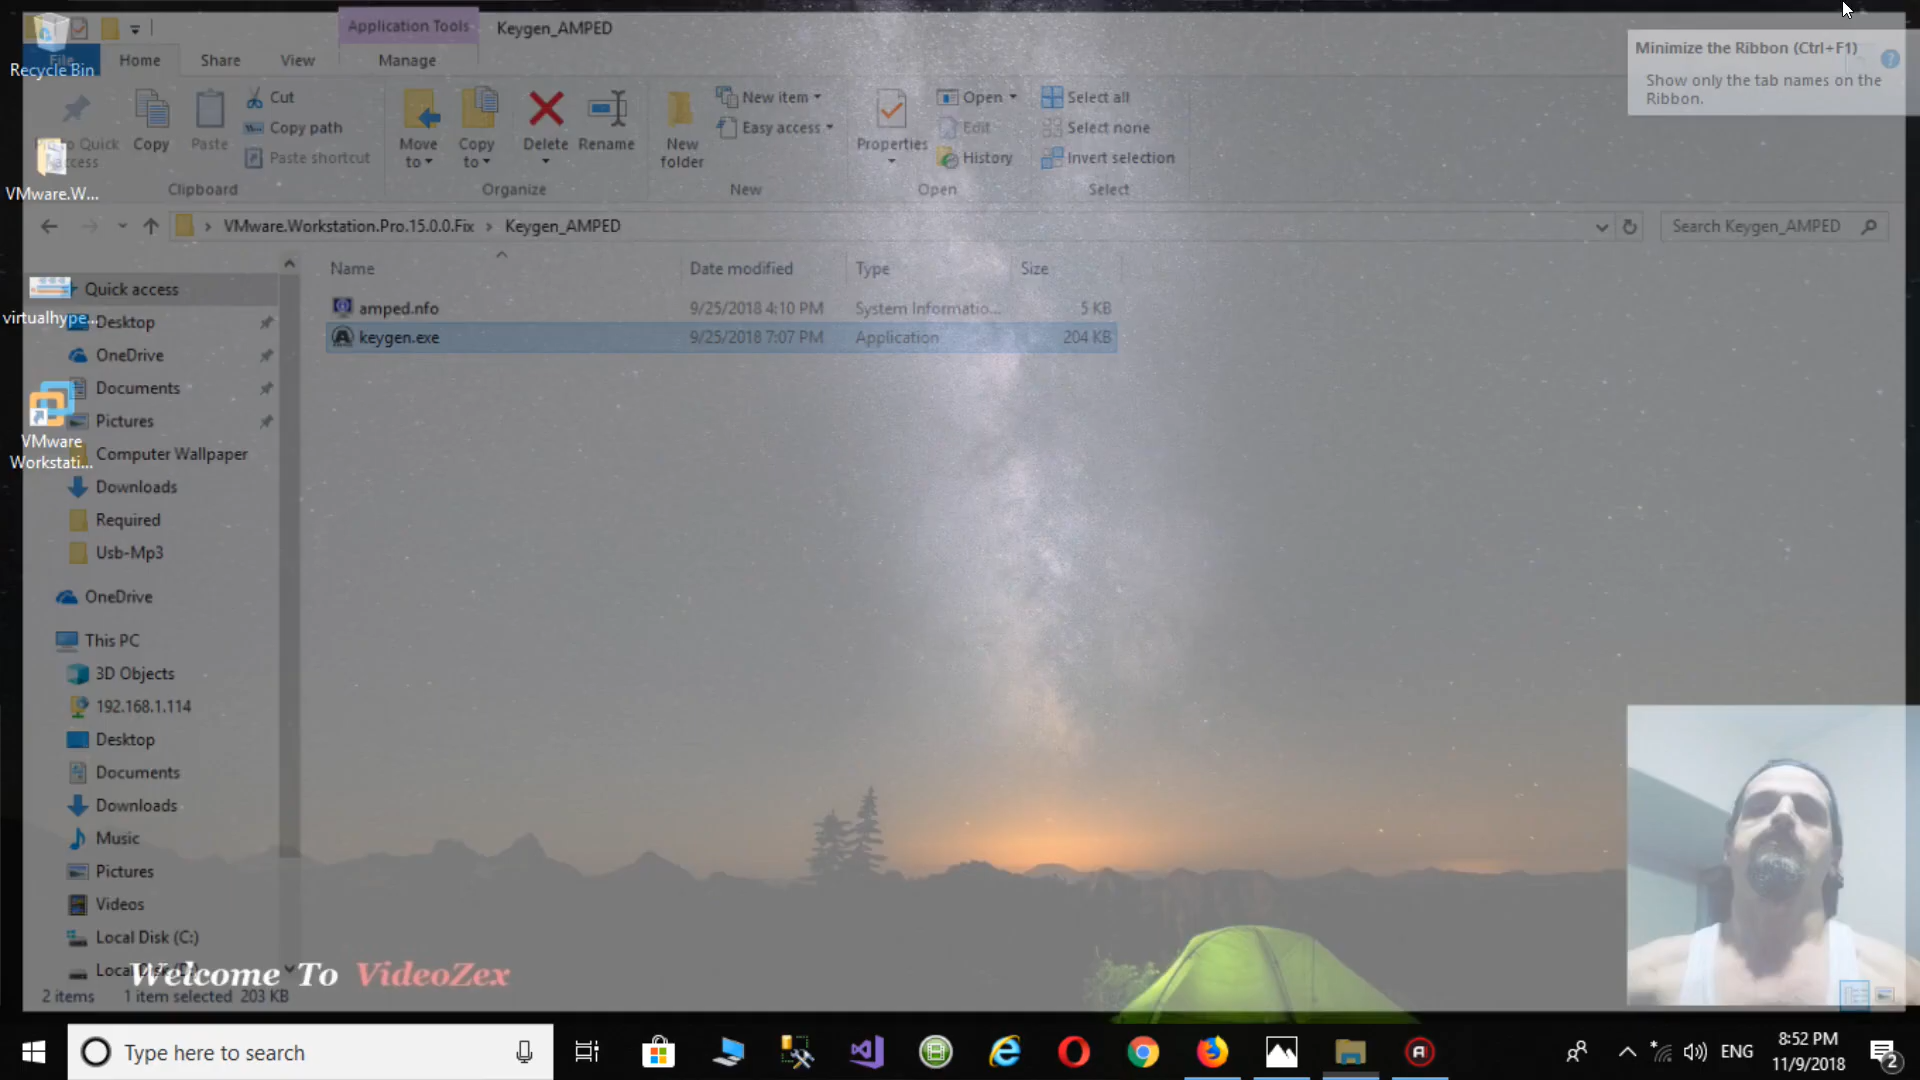 Application Tools
Keygen_AMPED
File
Home
Share
View
Manage
Minimize the Ribbon (Ctrl+F1)
Show only the tab names on the
Ribbon.
Recycle Bin
Pin to Quick
access
Copy
Paste
Cut
Copy path
Paste shortcut
Clipboard
Move
to
Copy
to
Delete
Rename
Organize
New
folder
New item
Easy access
New
Properties
Open
Edit
History
Open
Select all
Select none
Invert selection
Select
VMware.W...
VMware.Workstation.Pro.15.0.0.Fix
Keygen_AMPED
Search Keygen_AMPED
Name
Date modified
Type
Size
amped.nfo
9/25/2018 4:10 PM
System Informatio...
5 KB
keygen.exe
9/25/2018 7:07 PM
Application
204 KB
virtualhype...
VMware
Workstati...
Quick access
Desktop
OneDrive
Documents
Pictures
Computer Wallpaper
Downloads
Required
Usb-Mp3
OneDrive
This PC
3D Objects
192.168.1.114
Desktop
Documents
Downloads
Music
Pictures
Videos
Local Disk (C:)
Local Disk (D:)
Welcome To VideoZex
2 items
1 item selected 203 KB
Type here to search
ENG
8:52 PM
11/9/2018
2